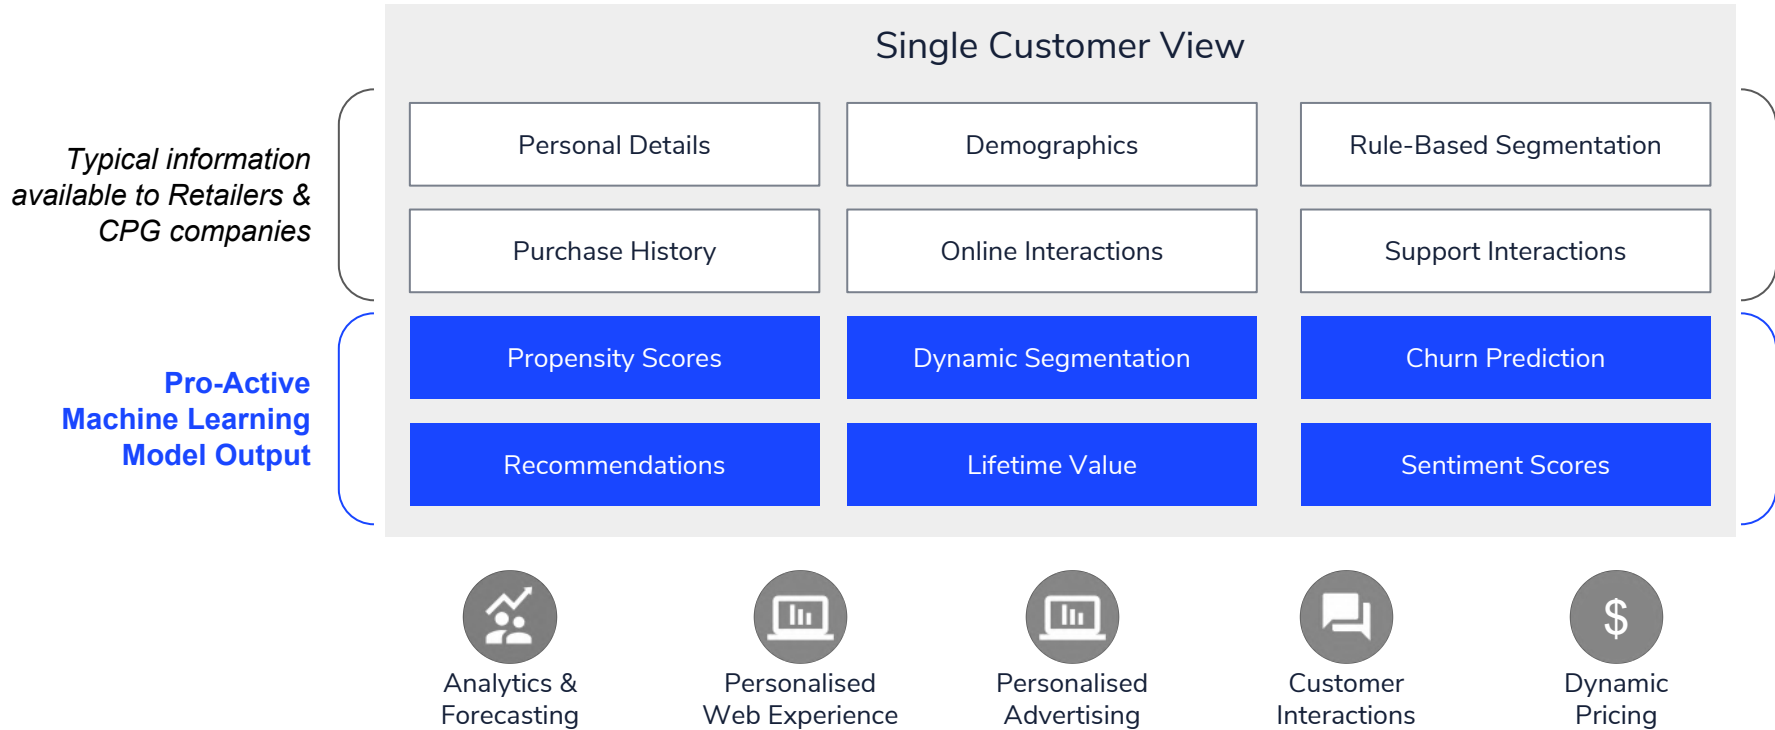 Single Customer View
Typical information
available to Retailers &
CPG companies
Personal Details
Demographics
Rule-Based Segmentation
Purchase History
Online Interactions
Support Interactions
Pro-Active
Machine Learning
Model Output
Propensity Scores
Dynamic Segmentation
Churn Prediction
Recommendations
Lifetime Value
Sentiment Scores
$
Analytics &
Forecasting
Personalised
Web Experience
Personalised
Advertising
Customer
Interactions
Dynamic
Pricing